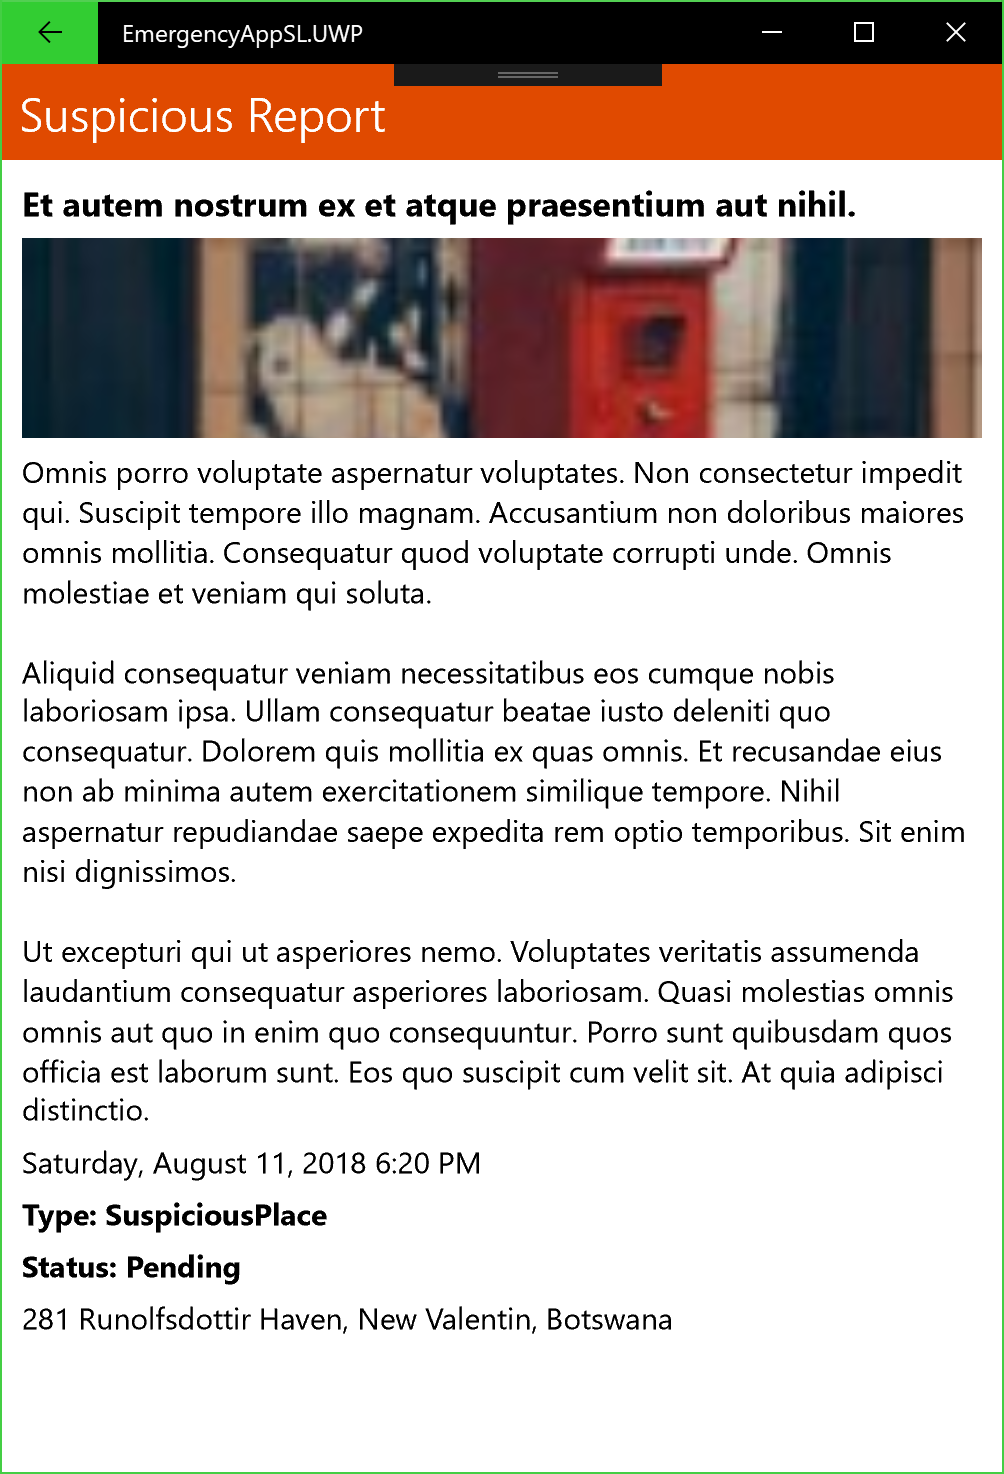 EmergencyAppSL.UWP
Suspicious Report
Et autem nostrum ex et atque praesentium aut nihil.
Omnis porro voluptate aspernatur voluptates. Non consectetur impedit
qui. Suscipit tempore illo magnam. Accusantium non doloribus maiores
omnis mollitia. Consequatur quod voluptate corrupti unde. Omnis
molestiae et veniam qui soluta.
Aliquid consequatur veniam necessitatibus eos cumque nobis
laboriosam ipsa. Ullam consequatur beatae iusto deleniti quo
consequatur. Dolorem quis mollitia ex quas omnis. Et recusandae eius
non ab minima autem exercitationem similique tempore. Nihil
aspernatur repudiandae saepe expedita rem optio temporibus. Sit enim
nisi dignissimos.
Ut excepturi qui ut asperiores nemo. Voluptates veritatis assumenda
laudantium consequatur asperiores laboriosam. Quasi molestias omnis
omnis aut quo in enim quo consequuntur. Porro sunt quibusdam quos
officia est laborum sunt. Eos quo suscipit cum velit sit. At quia adipisci
distinctio.
Saturday, August 11, 2018 6:20 PM
Type: SuspiciousPlace
Status: Pending
281 Runolfsdottir Haven, New Valentin, Botswana